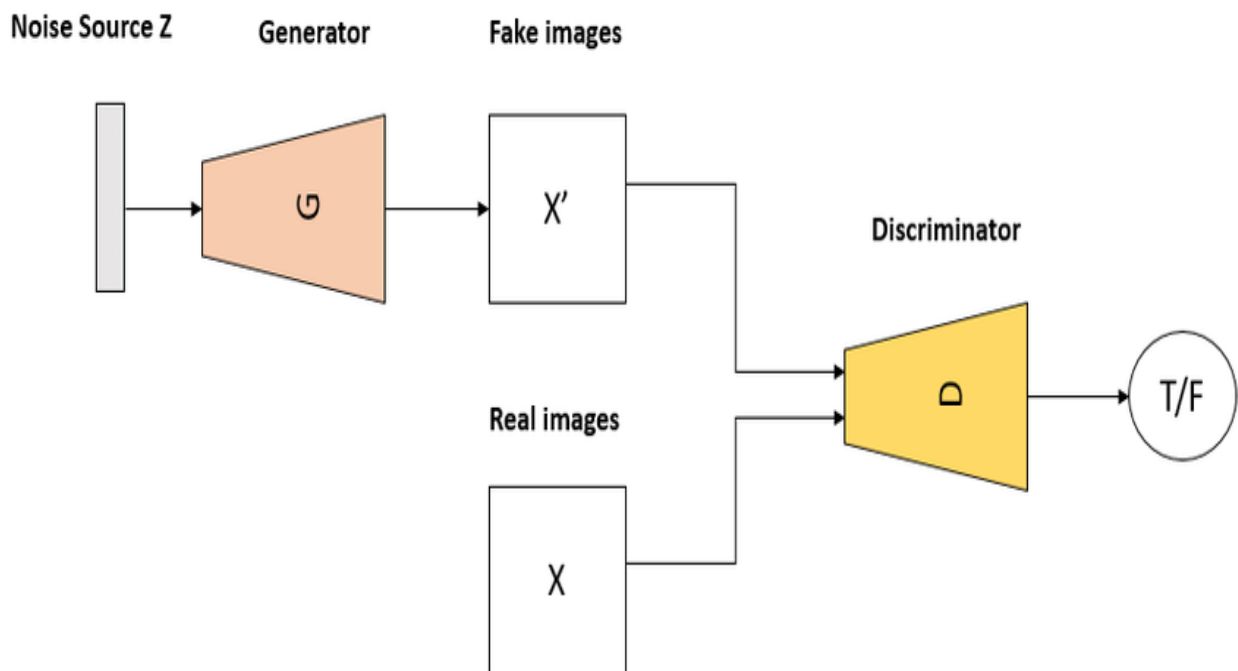 Noise Source Z
Generator
Fake images
G
X’
Discriminator
D
T/F
Real images
X